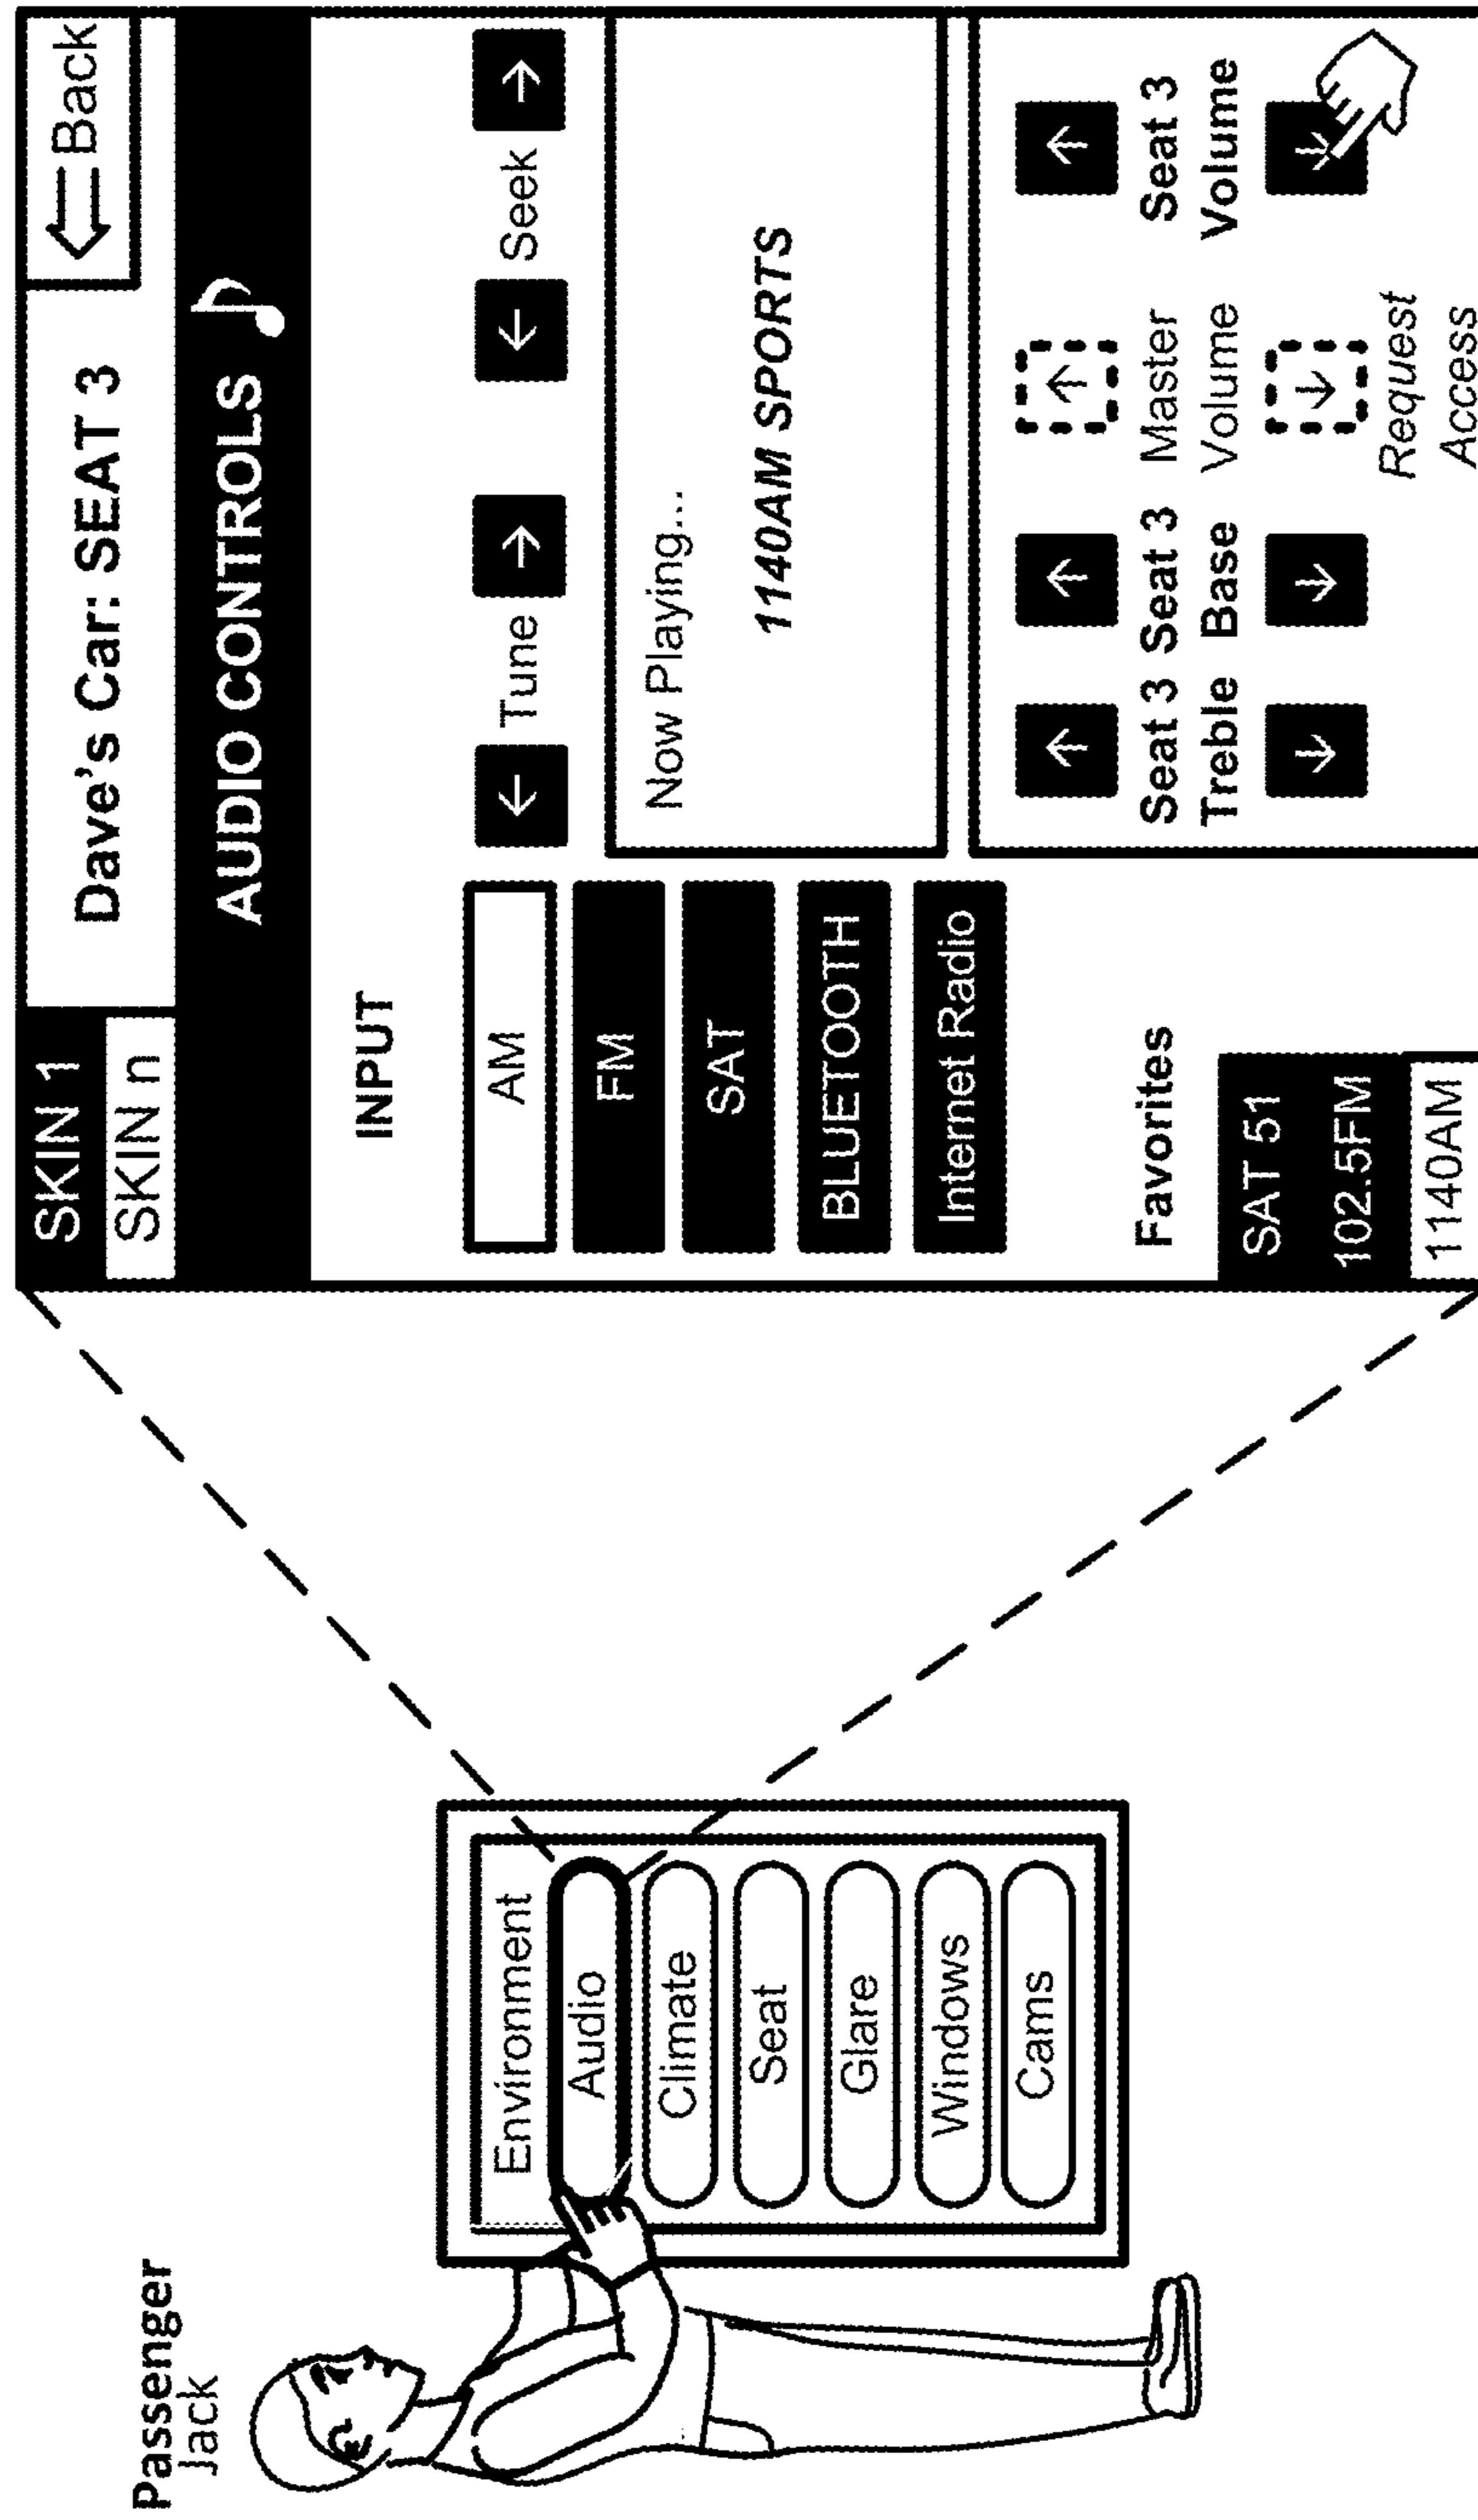 Passenger
Jack
Environment
Audio
Climate
Seat
Glare
Windows
Cams
SKIN 1
SKIN n
Dave's Car: SEAT 3
Back
AUDIO CONTROLS
INPUT
AM
FM
SAT
BLUETOOTH
Internet Radio
Favorites
SAT 51
102.5FM
1140AM
Tune
Seek
Now Playing...
1140AM SPORTS
Seat 3
Treble
Seat 3
Base
Master
Volume
Request
Access
Seat 3
Volume